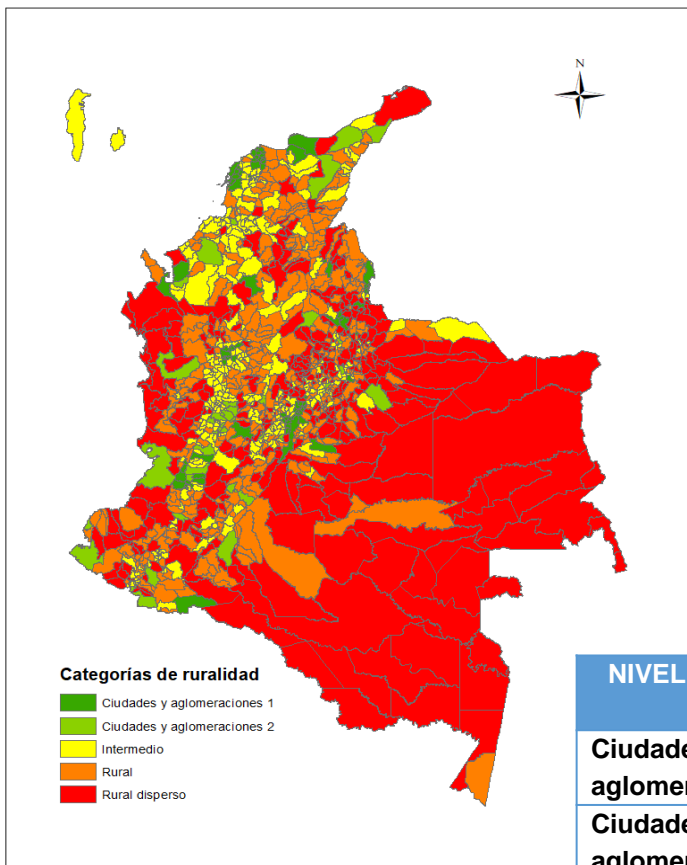 N
Categorías de ruralidad
Ciudades y aglomeraciones 1
Ciudades y aglomeraciones 2
Intermedio
Rural
Rural disperso
NIVEL
Ciudade
aglomer
Ciudade
aglomer